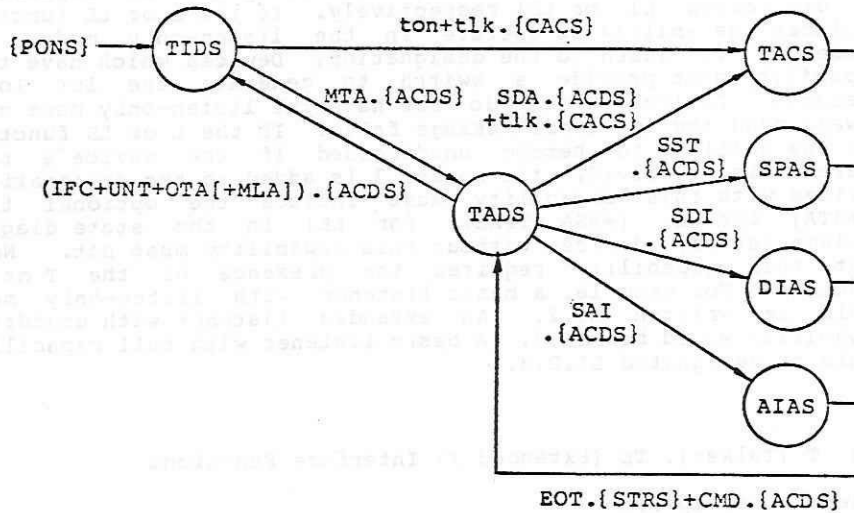 ton+tlk.{CACS}
{PONS}
TIDS
TACS
MTA.{ACDS}
SDA.{ACDS}
+tlk.{CACS}
SST
.{ACDS}
SPAS
(IFC+UNT+OTA[+MLA]).{ACDS}
TADS
SDI
.{ACDS}
DIAS
SAI
.{ACDS}
AIAS
EOT.{STRS}+CMD.{ACDS}